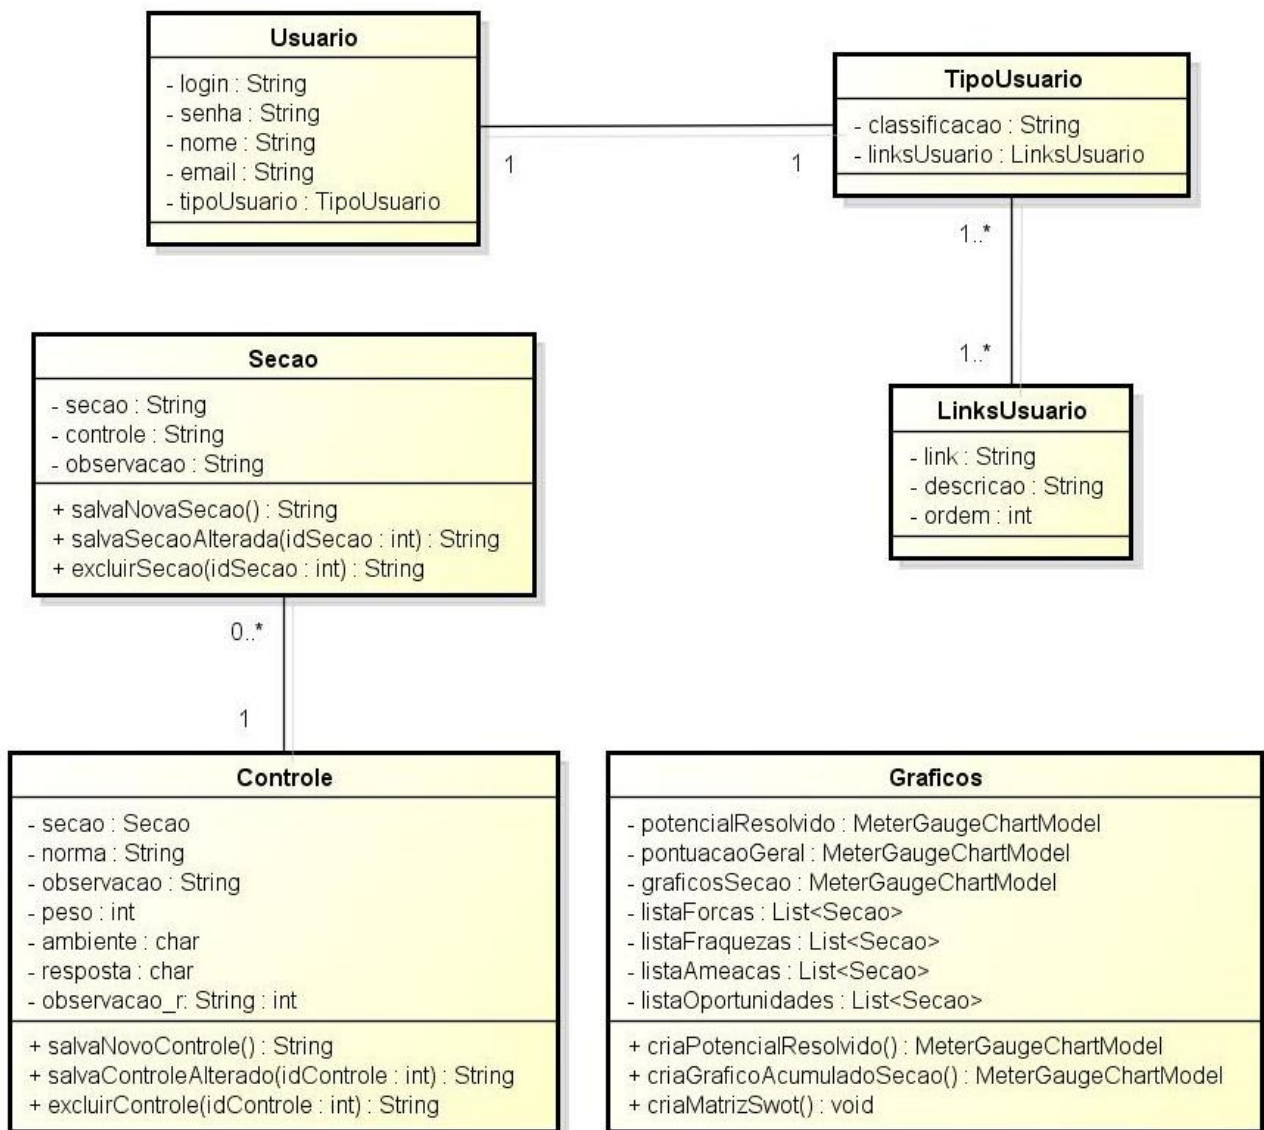 Usuario
- login : String
- senha : String
- nome : String
- email : String
- tipoUsuario : TipoUsuario
1
1
TipoUsuario
- classificacao : String
- linksUsuario : LinksUsuario
1..*
1..*
LinksUsuario
- link : String
- descricao : String
- ordem : int
Secao
- secao : String
- controle : String
- observacao : String
+ salvaNovaSecao() : String
+ salvaSecaoAlterada(idSecao : int) : String
+ excluirSecao(idSecao : int) : String
0..*
1
Controle
- secao : Secao
- norma : String
- observacao : String
- peso : int
- ambiente : char
- resposta : char
- observacao_r: String : int
+ salvaNovoControle() : String
+ salvaControleAlterado(idControle : int) : String
+ excluirControle(idControle : int) : String
Graficos
- potencialResolvido : MeterGaugeChartModel
- pontuacaoGeral : MeterGaugeChartModel
- graficosSecao : MeterGaugeChartModel
- listaForcas : List<Secao>
- listaFraquezas : List<Secao>
- listaAmeacas : List<Secao>
- listaOportunidades : List<Secao>
+ criaPotencialResolvido() : MeterGaugeChartModel
+ criaGraficoAcumuladoSecao() : MeterGaugeChartModel
+ criaMatrizSwot() : void